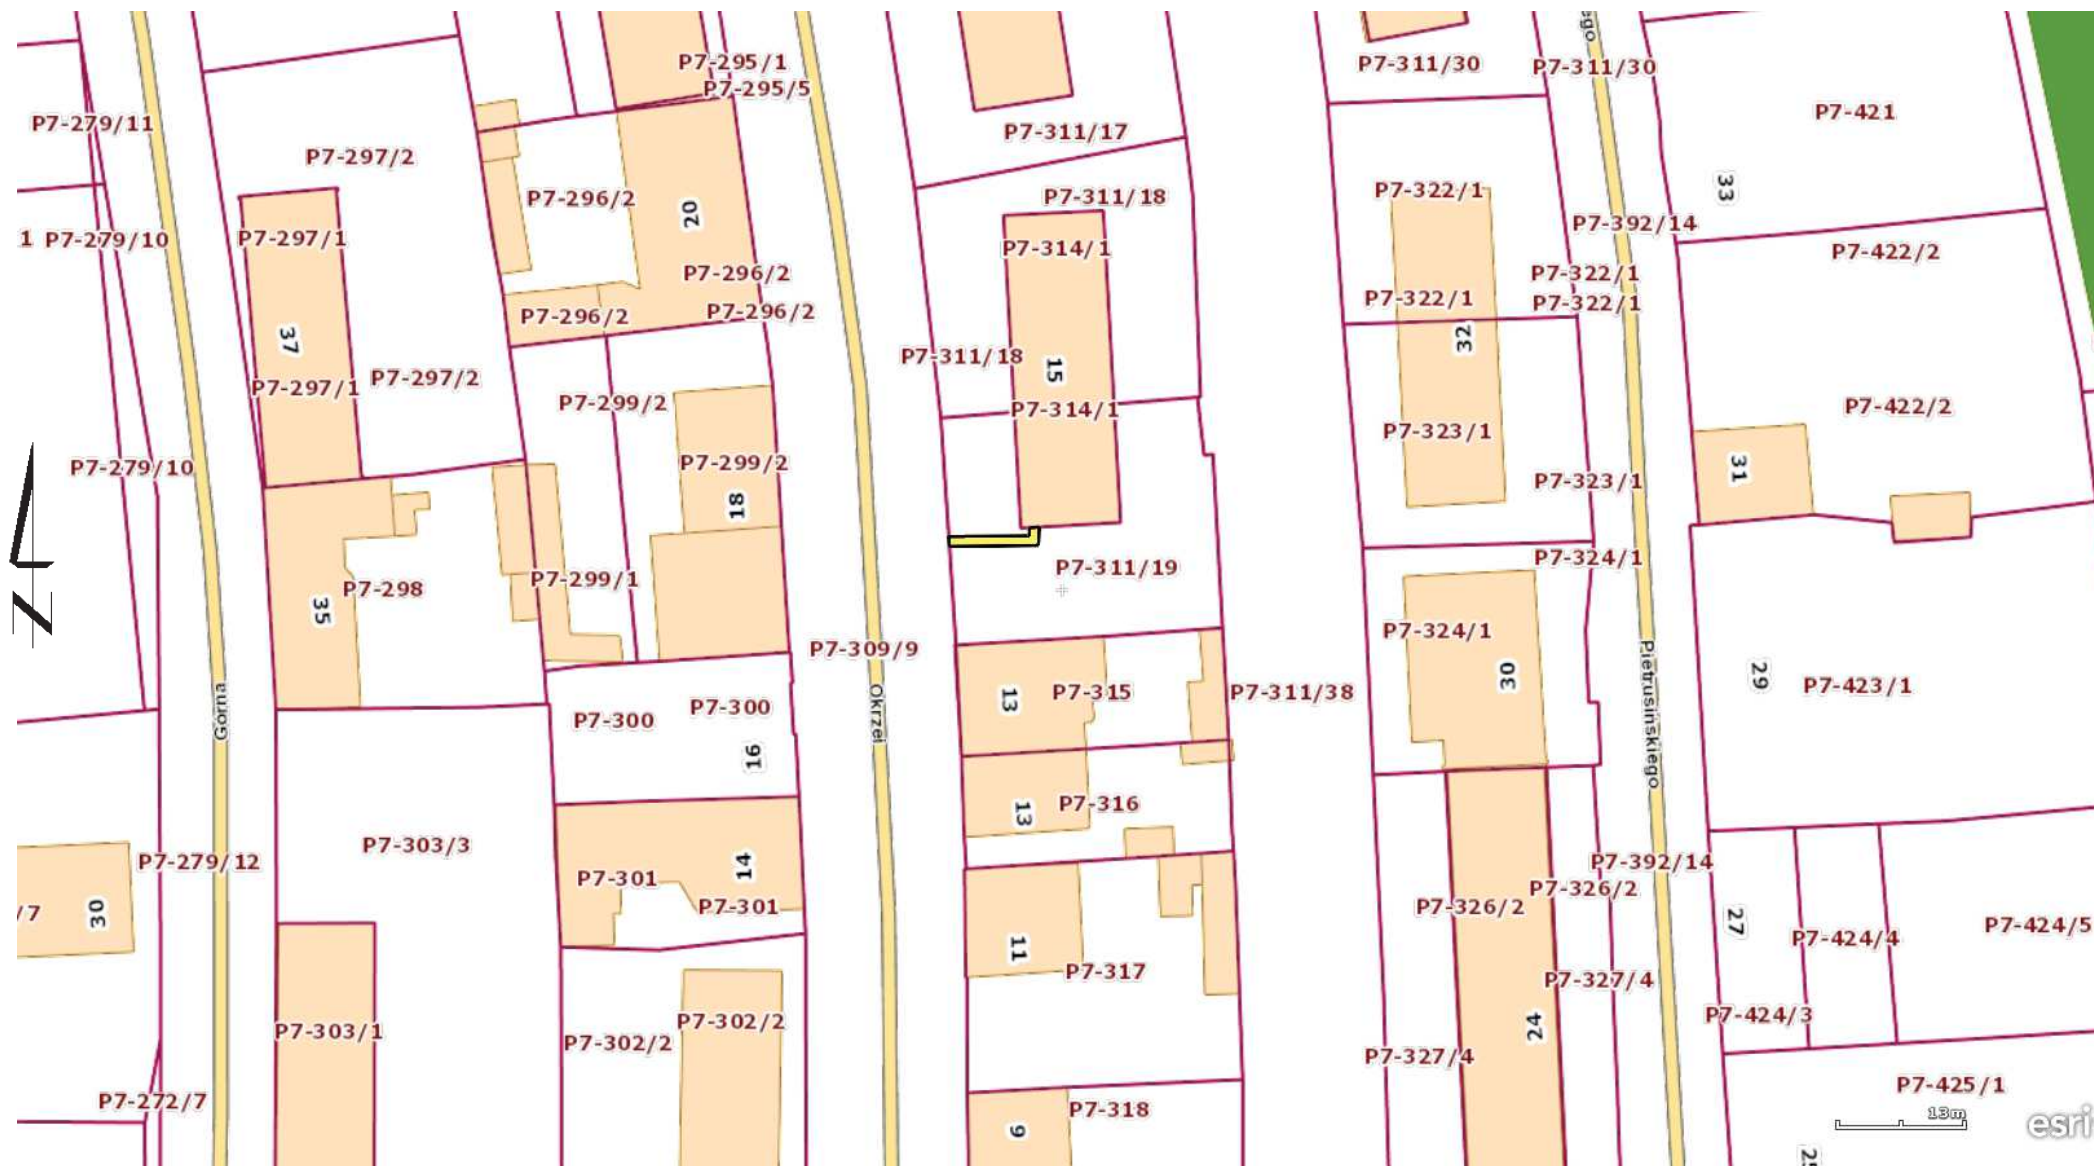 P7-295/1
P7-311/30
P7-311/30
P7-295/5
P7-421
P7-279/11
P7-311/17
P7-297/2
33
P7-322/1
P7-311/18
P7-296/2
20
P7-392/14
1 P7-279/10
P7-297/1
P7-314/1
P7-422/2
P7-296/2
P7-322/1
P7-322/1
P7-322/1
P7-296/2
P7-296/2
37
32
P7-311/18
15
P7-297/2
P7-297/1
P7-299/2
P7-422/2
P7-314/1
P7-323/1
P7-279/10
P7-299/2
31
P7-323/1
18
P7-324/1
P7-311/19
P7-299/1
P7-298
35
P7-324/1
P7-309/9
30
29
P7-423/1
P7-315
13
P7-311/38
Górna
Okrzei
Pietrusińskiego
P7-300
P7-300
16
P7-316
13
P7-303/3
P7-279/12
14
P7-392/14
P7-301
P7-326/2
P7-301
P7-326/2
/7
30
27
P7-424/5
P7-424/4
11
P7-317
P7-327/4
P7-424/3
P7-302/2
24
P7-303/1
P7-302/2
P7-327/4
P7-425/1
P7-272/7
P7-318
9
13m
esri
N